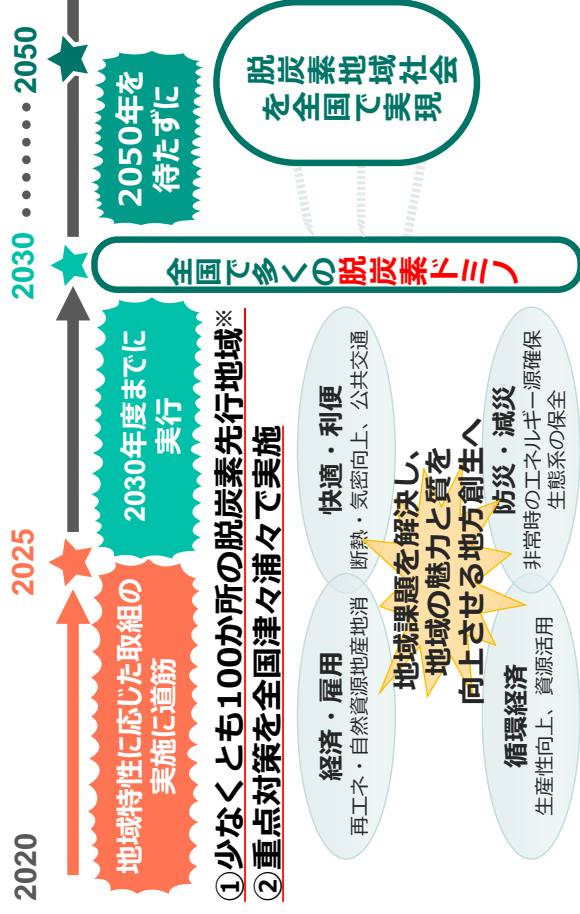 2020
2025
2030 ・・・・・・ 2050
地域特性に応じた取組の
実施に道筋
2030年度までに
実行
2050年を
待たずに
①少なくとも100か所の脱炭素先行地域※
②重点対策を全国津々浦々で実施
経済・雇用
再エネ・自然資源地産地消
快適・利便
断熱・気密向上、公共交通
地域課題を解決し、
地域の魅力と質を
向上させる地方創生へ
循環経済
生産性向上、資源活用
防災・減災
非常時のエネルギー源確保
生態系の保全
全国で多くの脱炭素ドミノ
脱炭素地域社会
を全国で実現